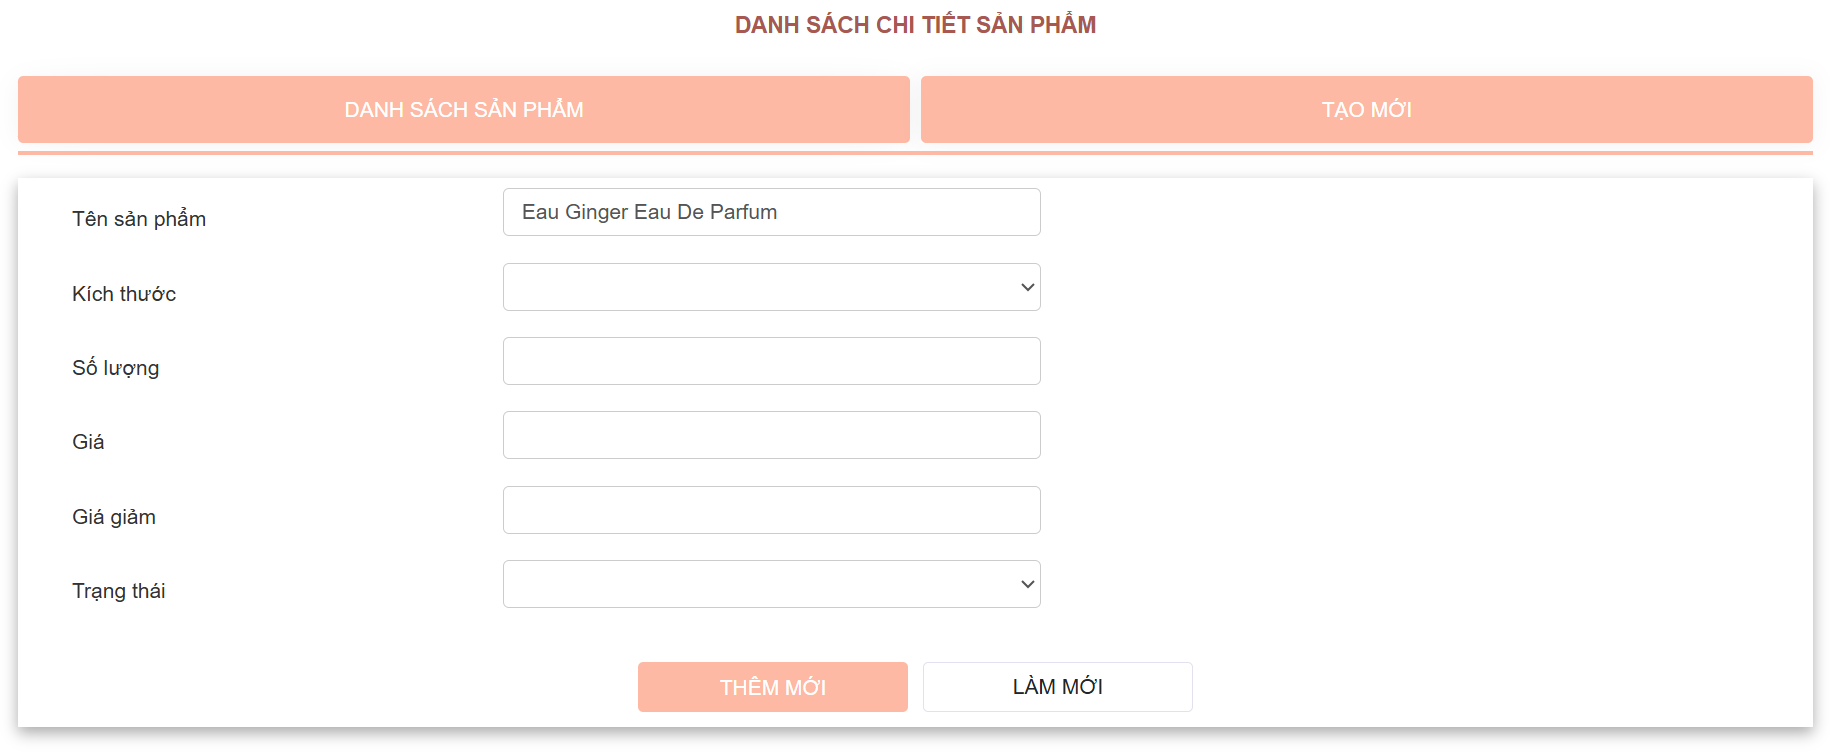 DANH SÁCH CHI TIẾT SẢN PHẨM
DANH SÁCH SẢN PHẨM
TẠO MỚI
Tên sản phẩm
Eau Ginger Eau De Parfum
Kích thước
Số lượng
Giá
Giá giảm
Trạng thái
THÊM MỚI
LÀM MỚI